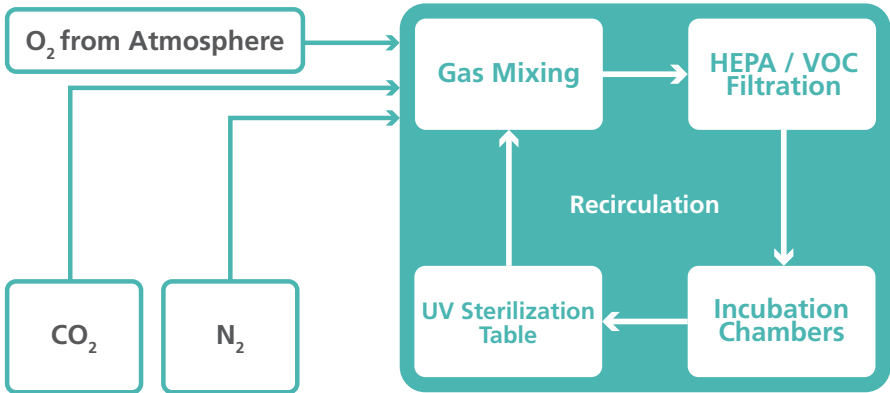 O₂ from Atmosphere
Gas Mixing
HEPA / VOC
Filtration
Recirculation
CO₂
N₂
UV Sterilization
Table
Incubation
Chambers